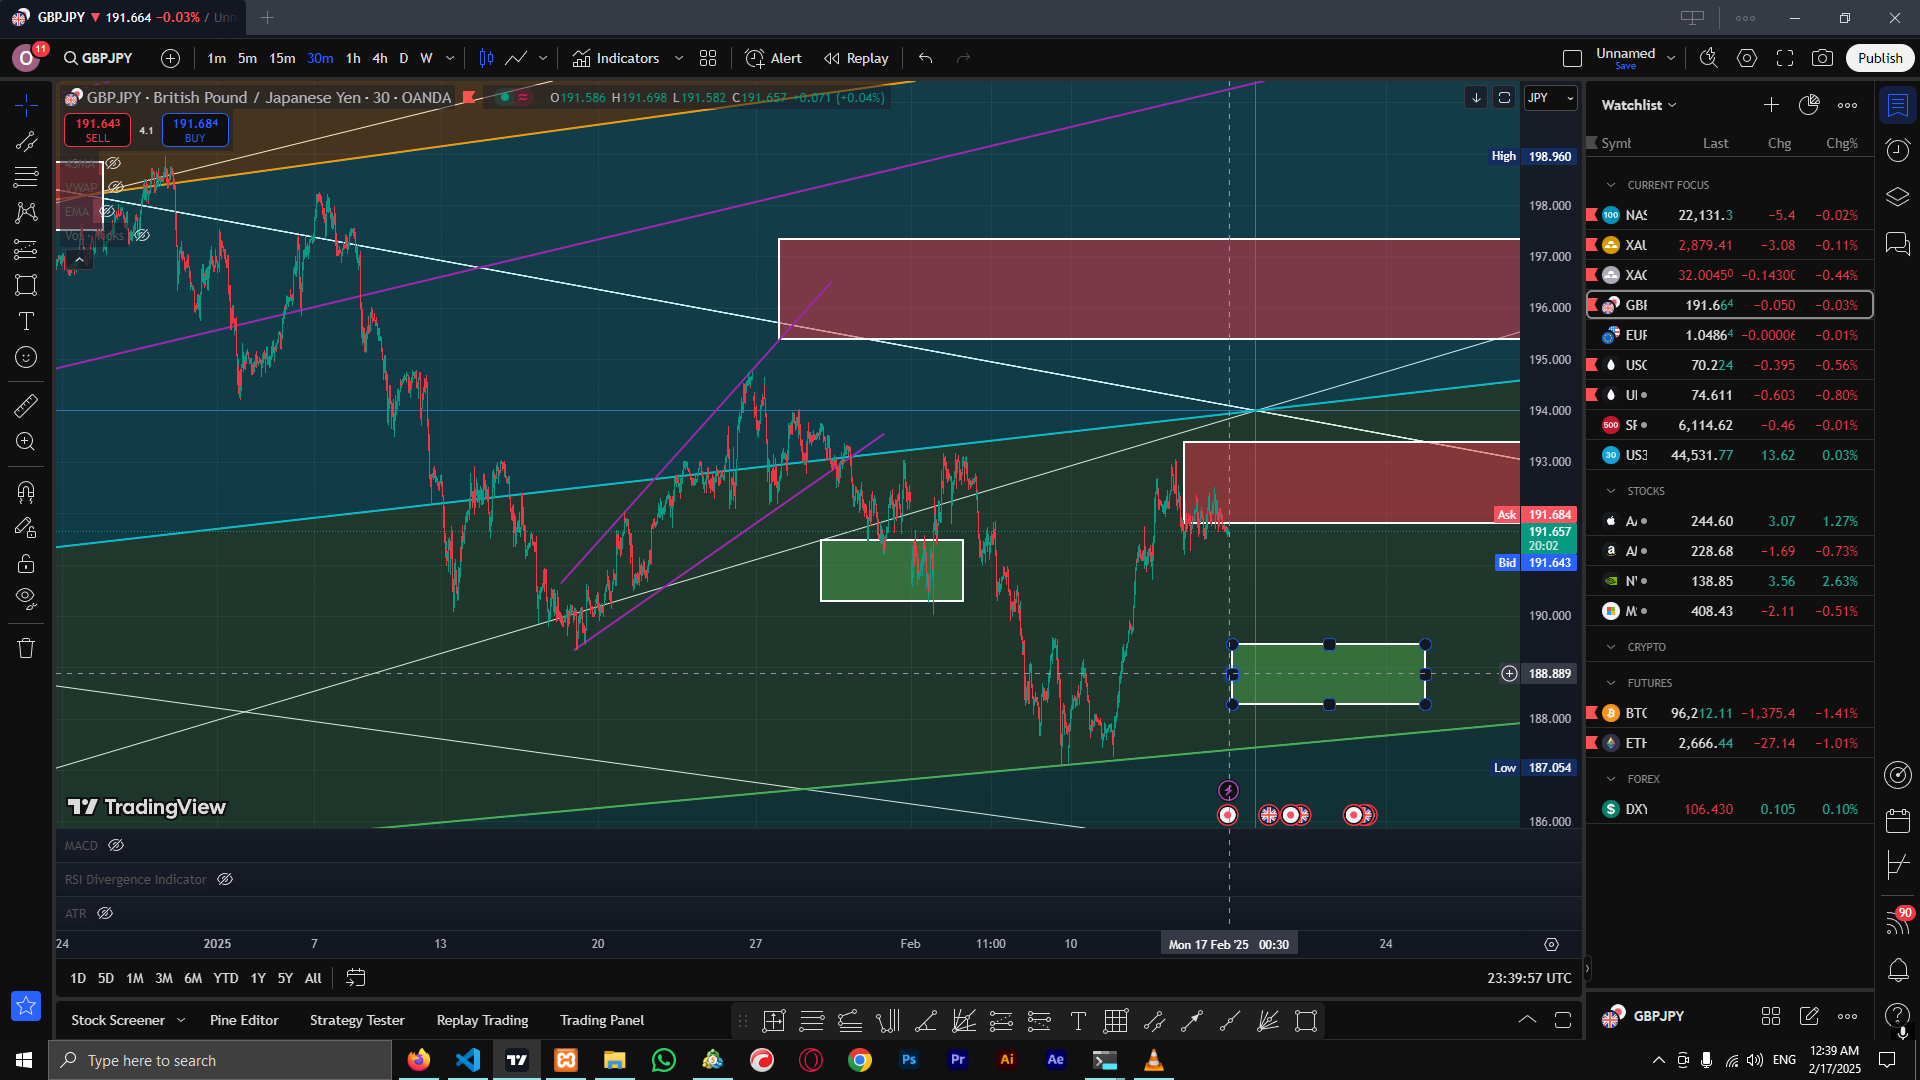 GBPJPY ▼ 191.664 −0.03% / Unn
O 11 GBPJPY 1m 5m 15m 30m 1h 4h D W Indicators Alert Replay Unnamed Save Publish
GBPJPY · British Pound / Japanese Yen · 30 · OANDA O191.586 H191.698 L191.582 C191.657 +0.071 (+0.04%)
191.643 SELL 4.1 191.684 BUY
VWAP
EMA
JPY
High 198.960
198.000
197.000
196.000
195.000
194.000
193.000
Ask 191.684
191.657
20:02
Bid 191.643
190.000
188.889
188.000
Low 187.054
186.000
TradingView
MACD
RSI Divergence Indicator
ATR
24 2025 7 13 20 27 Feb 11:00 10 Mon 17 Feb '25 00:30 24
1D 5D 1M 3M 6M YTD 1Y 5Y All 23:39:57 UTC
Stock Screener Pine Editor Strategy Tester Replay Trading Trading Panel
Watchlist
Symb Last Chg Chg%
CURRENT FOCUS
100 NAS 22,131.3 −5.4 −0.02%
XAU 2,879.41 −3.08 −0.11%
XAG 32.0450 −0.1430 −0.44%
GBP 191.664 −0.050 −0.03%
EUR 1.04864 −0.00006 −0.01%
USO 70.224 −0.395 −0.56%
UK 74.611 −0.603 −0.80%
500 SP 6,114.62 −0.46 −0.01%
30 US3 44,531.77 13.62 0.03%
STOCKS
AA 244.60 3.07 1.27%
228.68 −1.69 −0.73%
NV 138.85 3.56 2.63%
MS 408.43 −2.11 −0.51%
CRYPTO
FUTURES
BTC 96,212.11 −1,375.4 −1.41%
ETH 2,666.44 −27.14 −1.01%
FOREX
DXY 106.430 0.105 0.10%
90
GBPJPY
Type here to search
Ps Pr Ai Ae
ENG 12:39 AM
2/17/2025